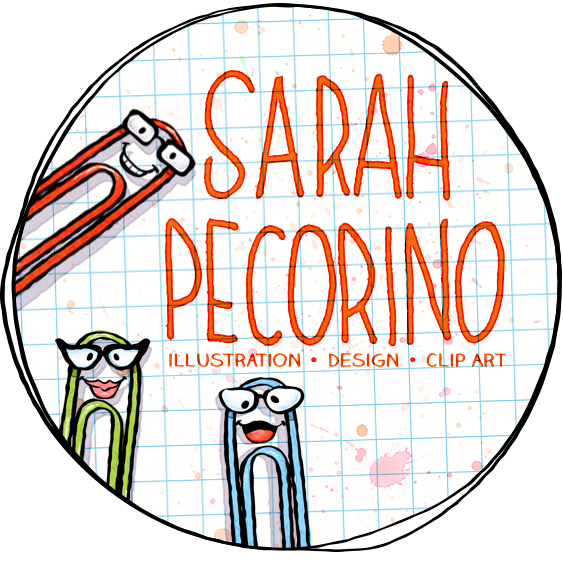 SARAH
PECORINO
ILLUSTRATION • DESIGN • CLIP ART